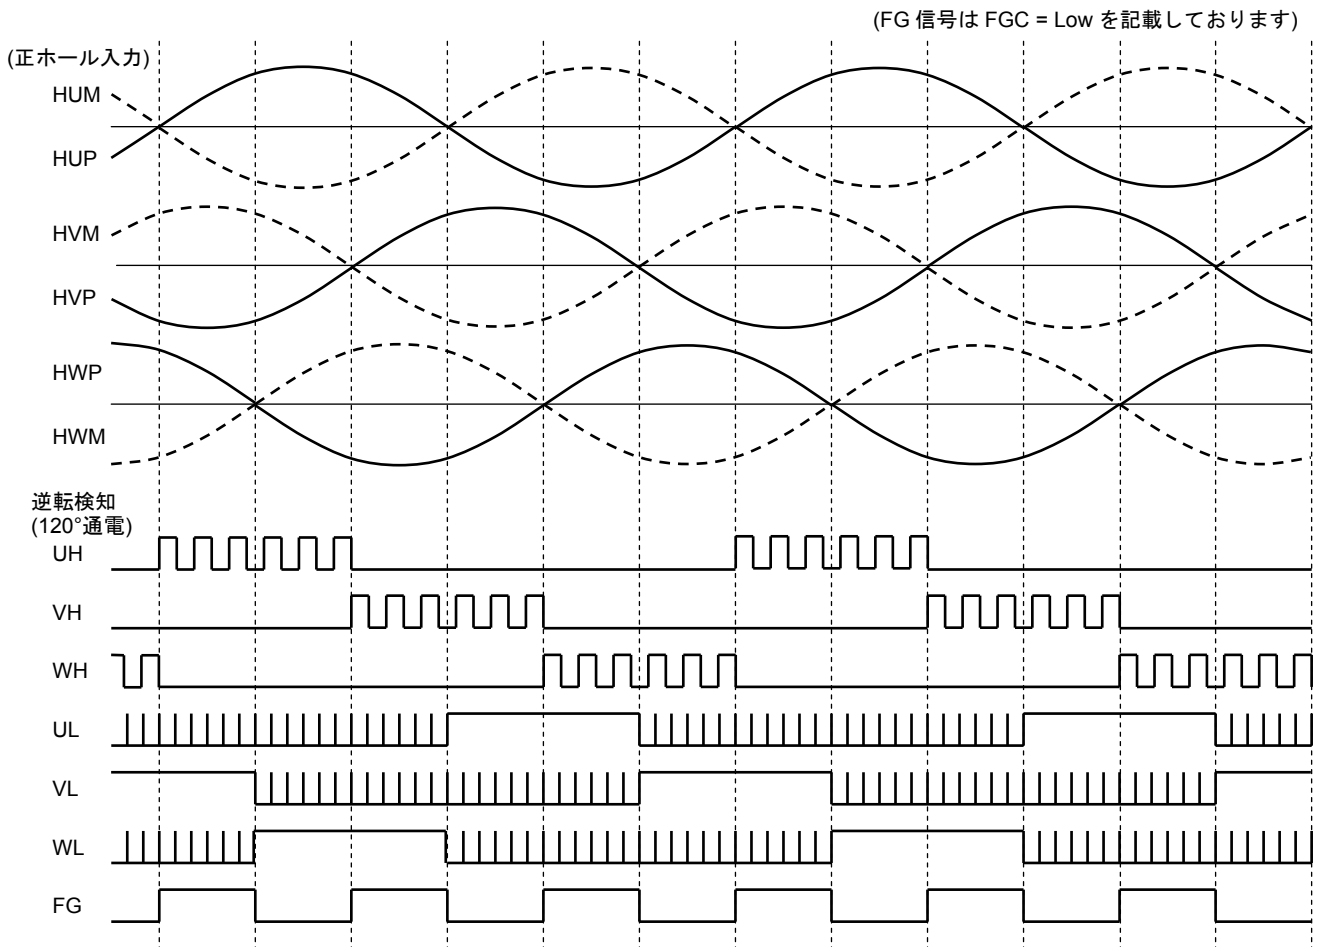 (FG 信号は FGC = Low を記載しております)
(正ホール入力)
HUM
HUP
HVM
HVP
HWP
HWM
逆転検知
(120°通電)
UH
VH
WH
UL
VL
WL
FG